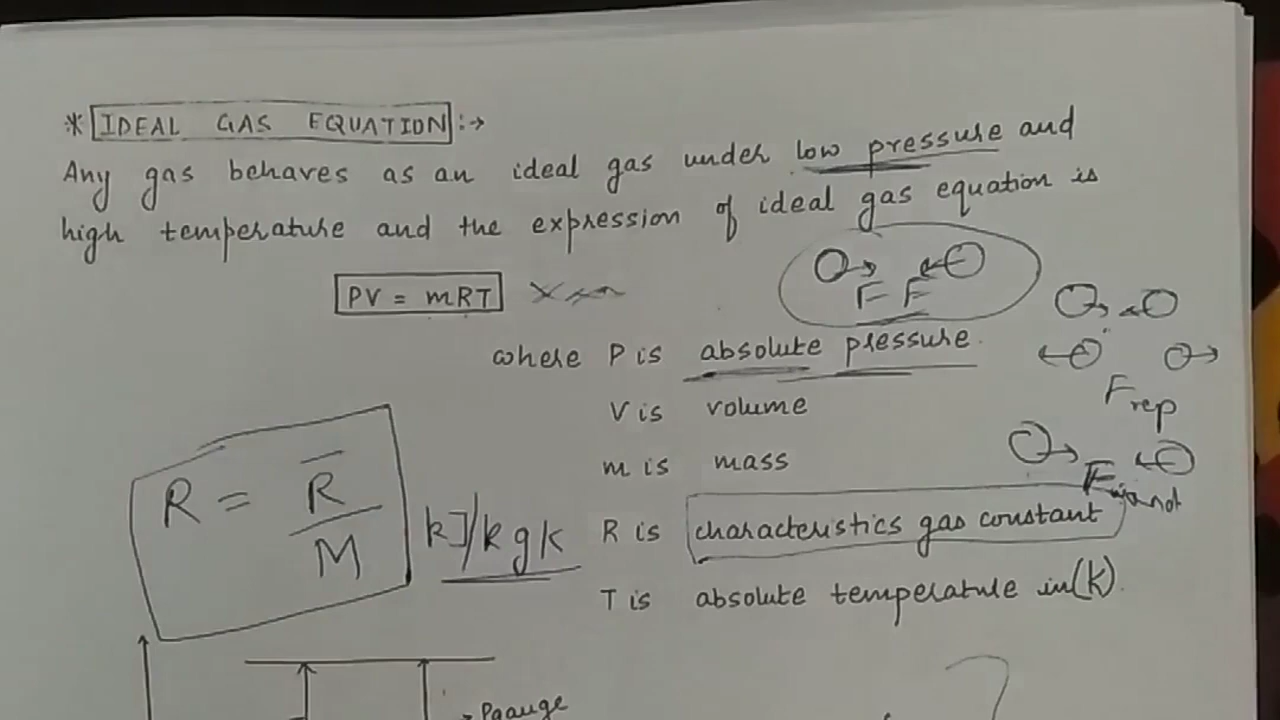 * IDEAL GAS EQUATION :→
Any gas behaves as an ideal gas under low pressure and
high temperature and the expression of ideal gas equation is
PV = mRT
F F
where P is absolute pressure.
Frep
V is volume
m is mass
R = R̅/M
kJ/kgk
R is characteristics gas constant
T is absolute temperature in (k).
Pgauge